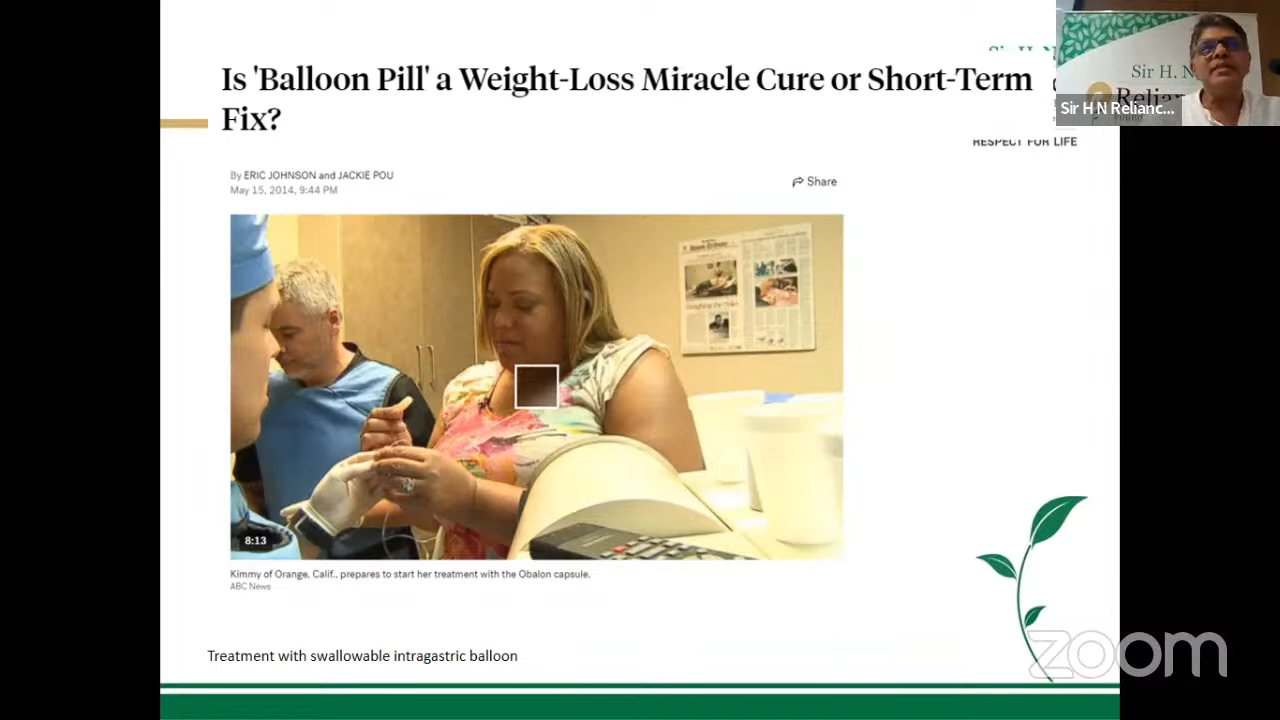 Is 'Balloon Pill' a Weight-Loss Miracle Cure or Short-Term
Fix?
Sir H. N
Relian
Sir H N Relianc...
RESPECT FOR LIFE
By ERIC JOHNSON and JACKIE POU
May 15, 2014, 9:44 PM
Share
8:13
Kimmy of Orange, Calif., prepares to start her treatment with the Obalon capsule.
ABC News
Treatment with swallowable intragastric balloon
zoom